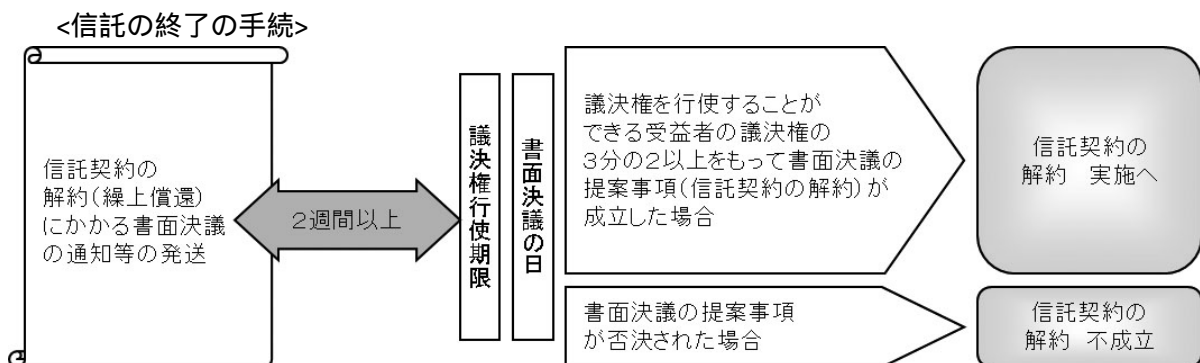 <信託の終了の手続>
信託契約の
解約(繰上償還)
にかかる書面決議
の通知等の発送
2週間以上
議決権行使期限
書面決議の日
議決権を行使することが
できる受益者の議決権の
3分の2以上をもって書面決議の
提案事項(信託契約の解約)が
成立した場合
信託契約の
解約 実施へ
書面決議の提案事項
が否決された場合
信託契約の
解約 不成立